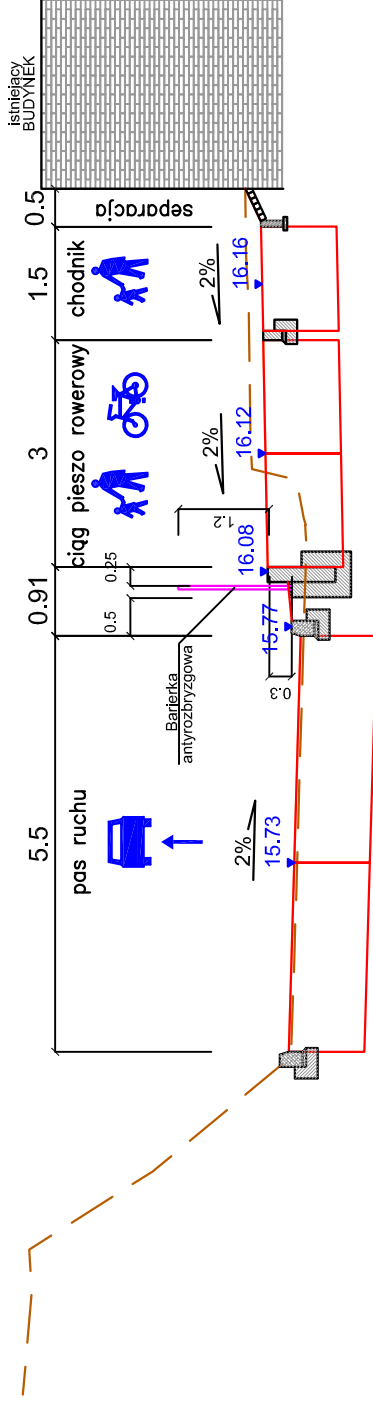 istniejący
BUDYNEK
5.5
0.91
3
1.5
0.5
pas ruchu
ciąg pieszo rowerowy
chodnik
separacja
0.5
0.25
1.2
Barierka
antyrozbryzgowa
0.3
2%
2%
2%
15.73
15.77
16.08
16.12
16.16